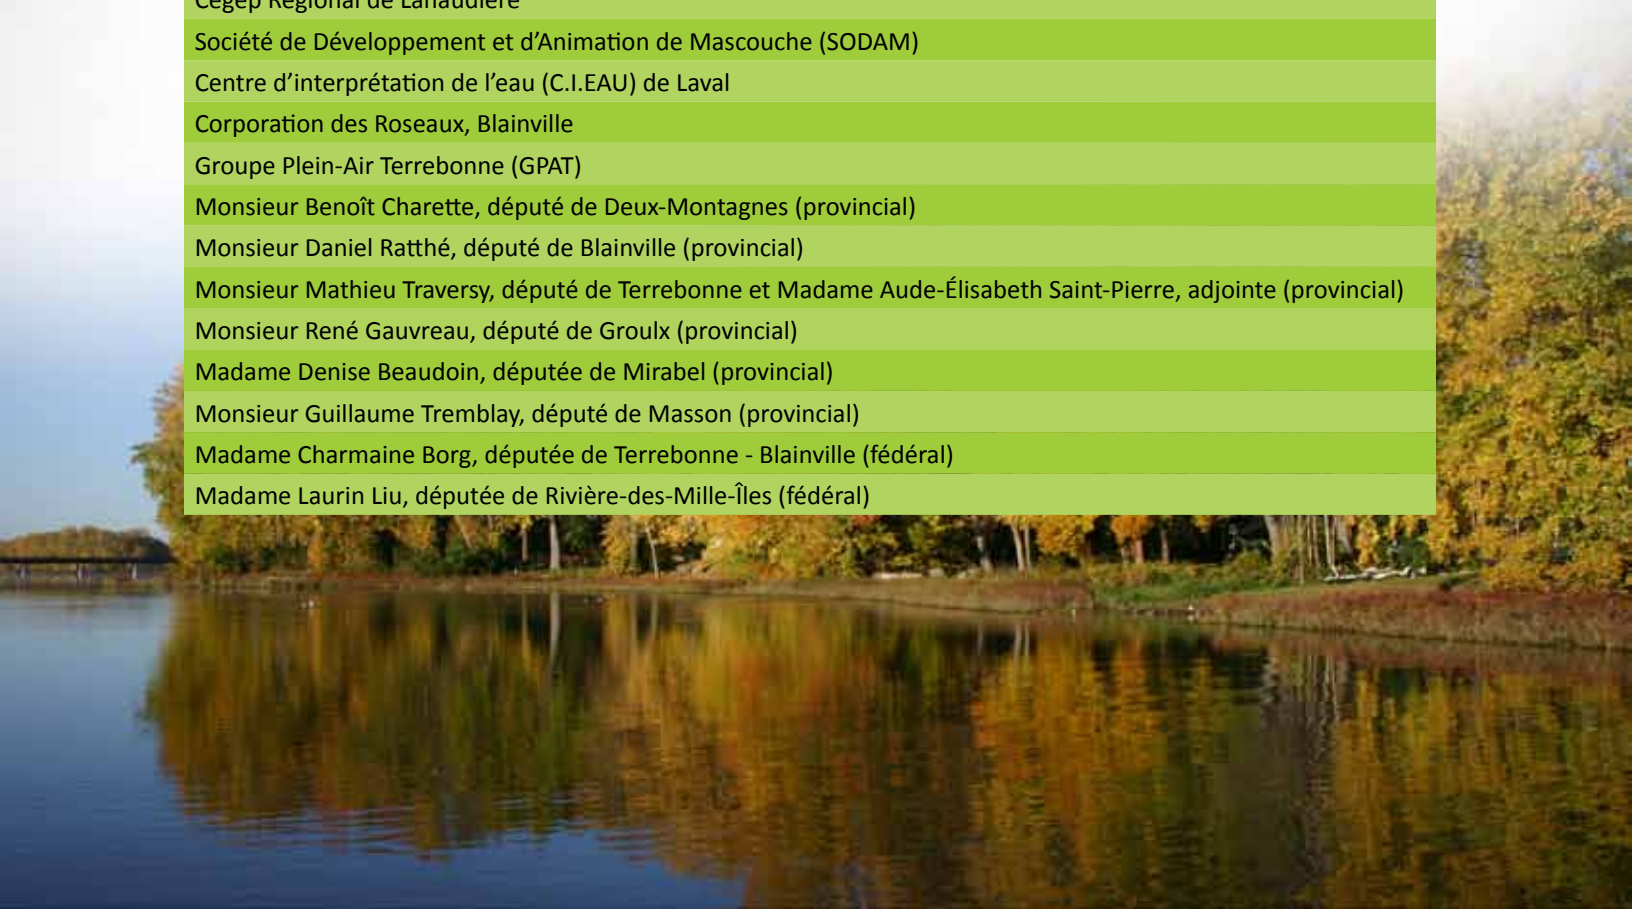 Cégep Régional de Lanaudière
Société de Développement et d'Animation de Mascouche (SODAM)
Centre d'interprétation de l'eau (C.I.EAU) de Laval
Corporation des Roseaux, Blainville
Groupe Plein-Air Terrebonne (GPAT)
Monsieur Benoît Charette, député de Deux-Montagnes (provincial)
Monsieur Daniel Ratthé, député de Blainville (provincial)
Monsieur Mathieu Traversy, député de Terrebonne et Madame Aude-Élisabeth Saint-Pierre, adjointe (provincial)
Monsieur René Gauvreau, député de Groulx (provincial)
Madame Denise Beaudoin, députée de Mirabel (provincial)
Monsieur Guillaume Tremblay, député de Masson (provincial)
Madame Charmaine Borg, députée de Terrebonne - Blainville (fédéral)
Madame Laurin Liu, députée de Rivière-des-Mille-Îles (fédéral)